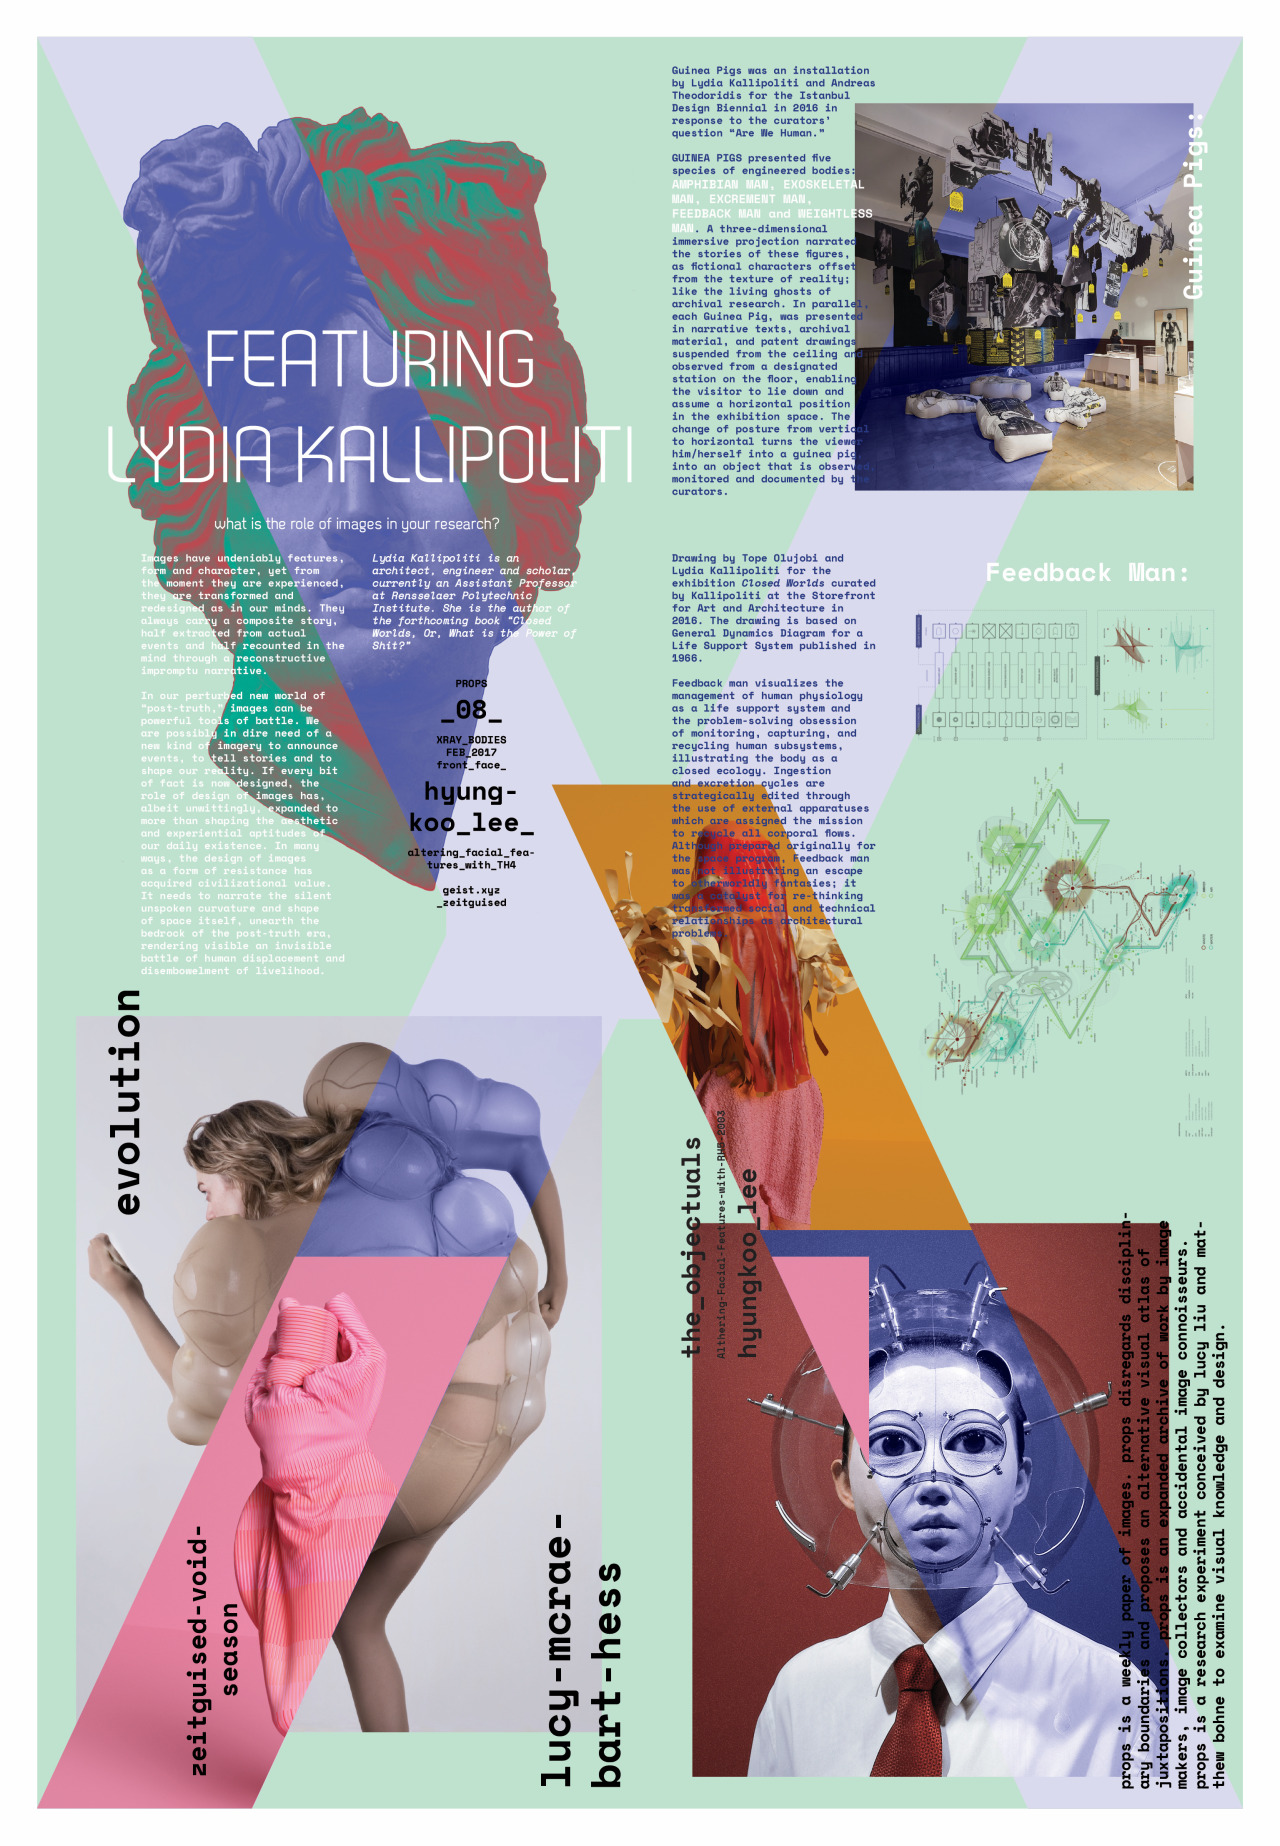 FEATURING
LYDIA KALLIPOLITI
what is the role of images in your research?
Images have undeniably features,
form and character, yet from
the moment they are experienced,
they are transformed and
redesigned as in our minds. They
always carry a composite story,
half extracted from actual
events and half recounted in the
mind through a reconstructive
impromptu narrative.
In our perturbed new world of
"post-truth," images can be
powerful tools of battle. We
are possibly in dire need of a
new kind of imagery to announce
events, to tell stories and to
shape our reality. If every bit
of fact is now designed, the
role of design of images has,
albeit unwittingly, expanded to
more than shaping the aesthetic
and experiential aptitudes of
our daily existence. In many
ways, the design of images
as a form of resistance has
acquired civilizational value.
It needs to narrate the silent
unspoken curvature and shape
of space itself, unearth the
bedrock of the post-truth era,
rendering visible an invisible
battle of human displacement and
disembowelment of livelihood.
Lydia Kallipoliti is an
architect, engineer and scholar,
currently an Assistant Professor
at Rensselaer Polytechnic
Institute. She is the author of
the forthcoming book "Closed
Worlds, Or, What is the Power of
Shit?"
PROPS
_08_
XRAY_BODIES
FEB_2017
front_face_
hyung-
koo_lee_
altering_facial_fea-
tures_with_TH4
geist.xyz
_zeitguised
Guinea Pigs was an installation
by Lydia Kallipoliti and Andreas
Theodoridis for the Istanbul
Design Biennial in 2016 in
response to the curators'
question "Are We Human."
GUINEA PIGS presented five
species of engineered bodies:
AMPHIBIAN MAN, EXOSKELETAL
MAN, EXCREMENT MAN,
FEEDBACK MAN and WEIGHTLESS
MAN. A three-dimensional
immersive projection narrated
the stories of these figures,
as fictional characters offset
from the texture of reality;
like the living ghosts of
archival research. In parallel,
each Guinea Pig, was presented
in narrative texts, archival
material, and patent drawings
suspended from the ceiling and
observed from a designated
station on the floor, enabling
the visitor to lie down and
assume a horizontal position
in the exhibition space. The
change of posture from vertical
to horizontal turns the viewer
him/herself into a guinea pig,
into an object that is observed,
monitored and documented by the
curators.
Guinea Pigs:
Drawing by Tope Olujobi and
Lydia Kallipoliti for the
exhibition Closed Worlds curated
by Kallipoliti at the Storefront
for Art and Architecture in
2016. The drawing is based on
General Dynamics Diagram for a
Life Support System published in
1966.
Feedback man visualizes the
management of human physiology
as a life support system and
the problem-solving obsession
of monitoring, capturing, and
recycling human subsystems,
illustrating the body as a
closed ecology. Ingestion
and excretion cycles are
strategically edited through
the use of external apparatuses
which are assigned the mission
to recycle all corporal flows.
Although prepared originally for
the space program, Feedback man
was not illustrating an escape
to otherworldly fantasies; it
was a catalyst for re-thinking
transformed social and technical
relationships as architectural
problems.
Feedback Man:
evolution
zeitguised-void-
season
lucy-mcrae-
bart-hess
the_objectuals
Althering-Facial-Features-with-BH8-2003
hyungkoo_lee
props is a weekly paper of images. props disregards disciplin-
ary boundaries and proposes an alternative visual atlas of
juxtapositions. props is an expanded archive of work by image
makers, image collectors and accidental image connoisseurs.
props is a research experiment conceived by lucy liu and mat-
thew bohne to examine visual knowledge and design.